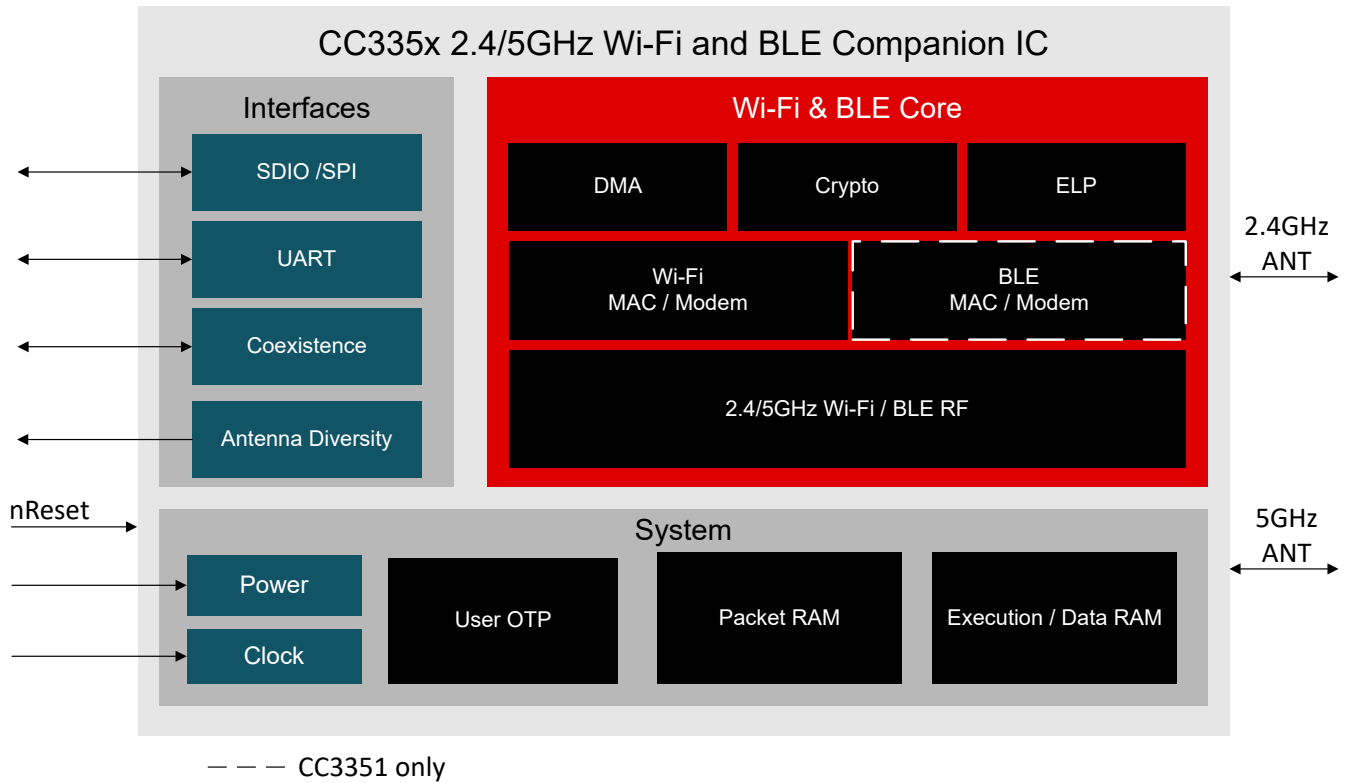 CC335x 2.4/5GHz Wi-Fi and BLE Companion IC
Interfaces
SDIO /SPI
UART
Coexistence
Antenna Diversity
Wi-Fi & BLE Core
DMA
Crypto
ELP
Wi-Fi
MAC / Modem
BLE
MAC / Modem
2.4/5GHz Wi-Fi / BLE RF
2.4GHz
ANT
nReset
5GHz
ANT
System
Power
Clock
User OTP
Packet RAM
Execution / Data RAM
CC3351 only